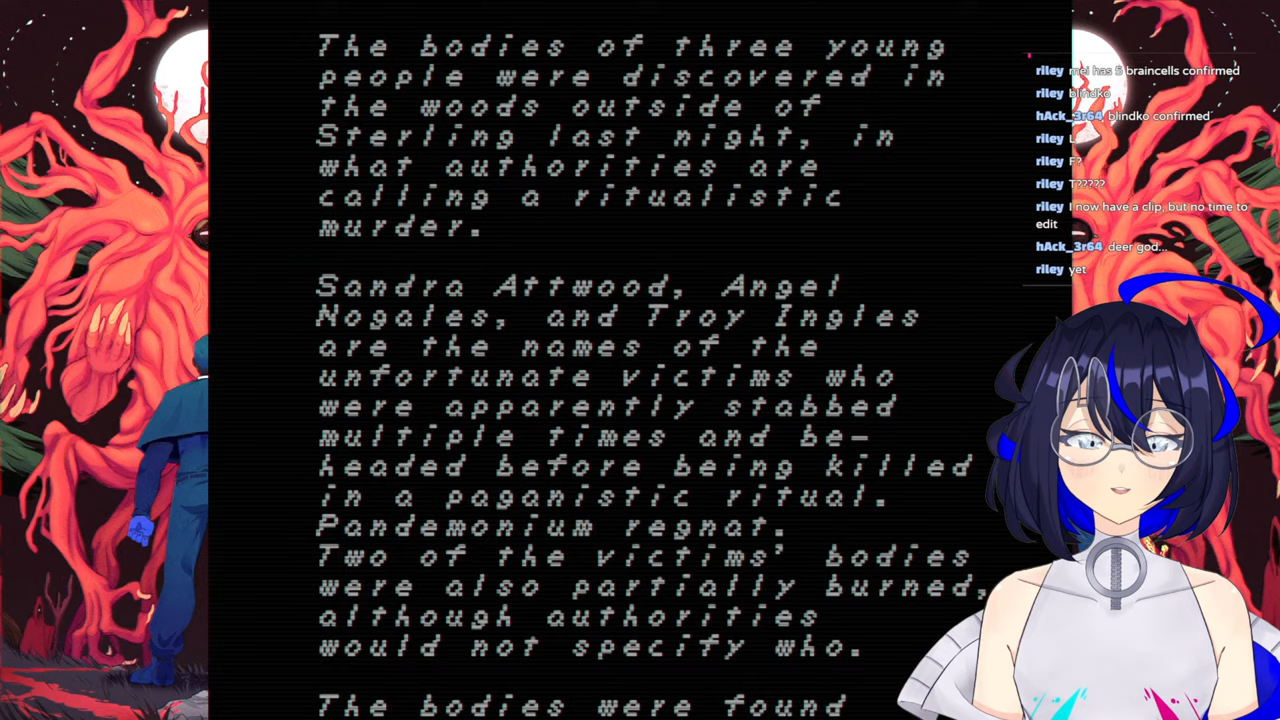 The bodies of three young
people were discovered in
the woods outside of
Sterling last night, in
what authorities are
calling a ritualistic
murder.
Sandra Attwood, Angel
Nogales, and Troy Ingles
are the names of the
unfortunate victims who
were apparently stabbed
multiple times and be-
headed before being killed
in a paganistic ritual.
Pandemonium regnat.
Two of the victims' bodies
were also partially burned,
although authorities
would not specify who.
The bodies were found
riley mei has 5 braincells confirmed
riley blindko
hAck_3r64 blindko confirmed
riley L
riley F?
riley T?????
riley I now have a clip, but no time to
edit
hAck_3r64 deer god...
riley yet